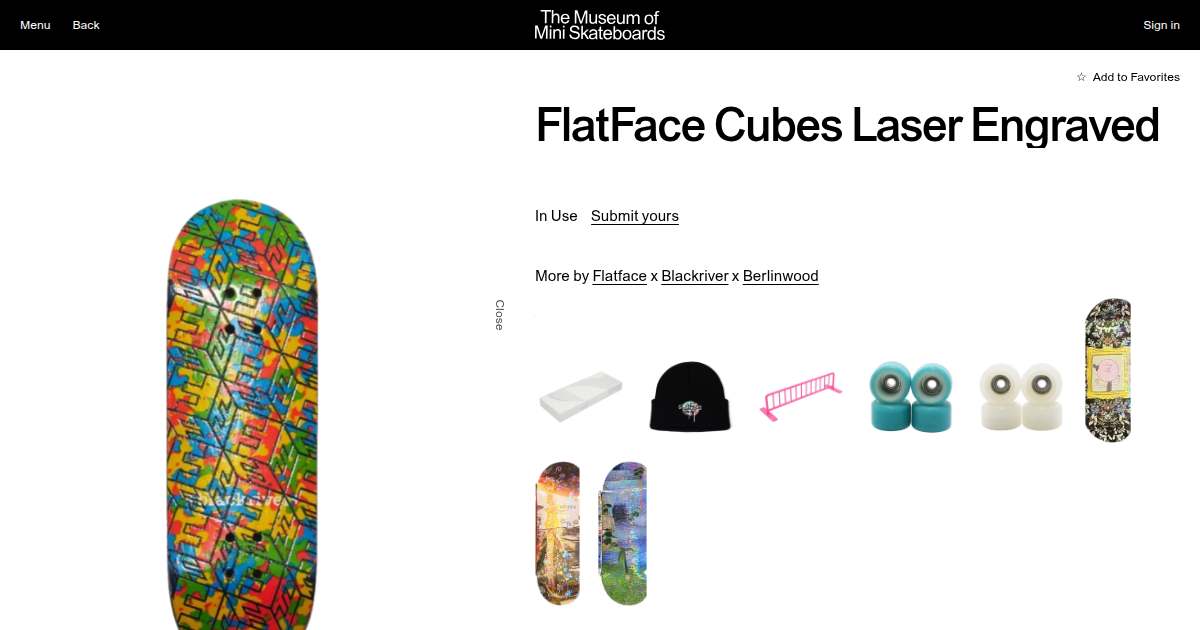 Menu
Back
The Museum of
Mini Skateboards
Sign in
☆ Add to Favorites
FlatFace Cubes Laser Engraved
In Use Submit yours
More by Flatface x Blackriver x Berlinwood
Close
blackriver